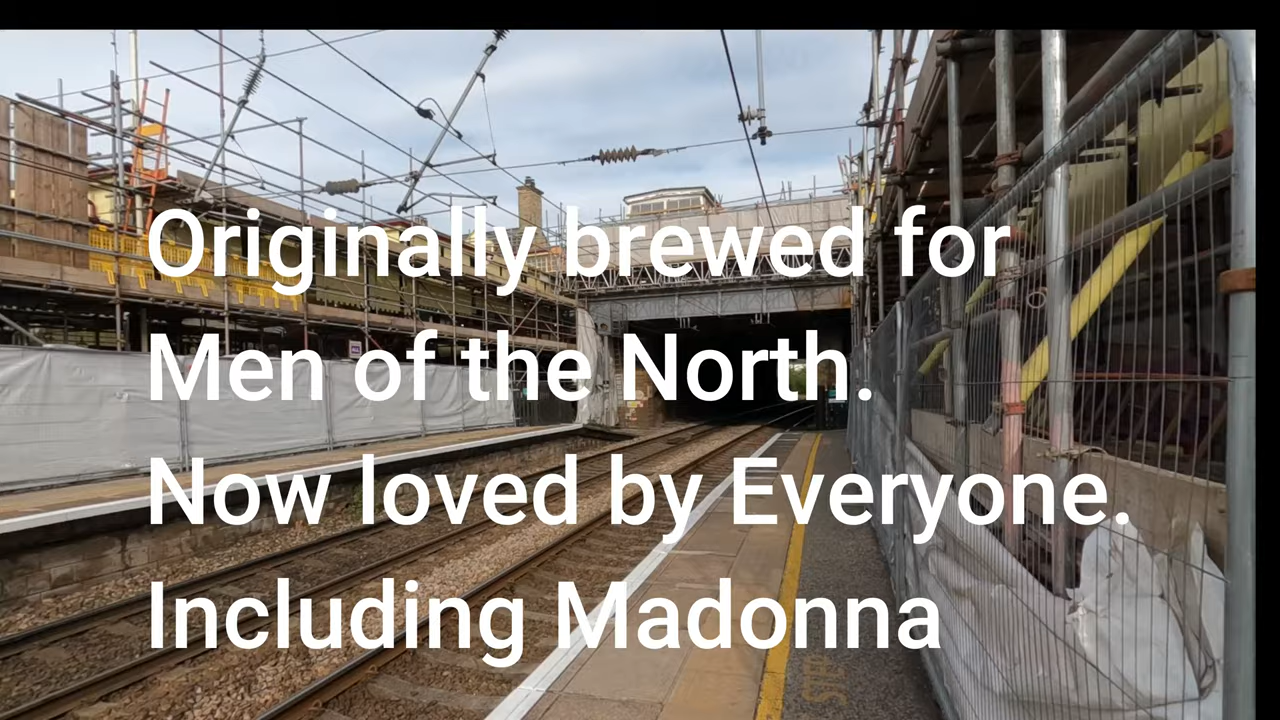 Originally brewed for
Men of the North.
Now loved by Everyone.
Including Madonna